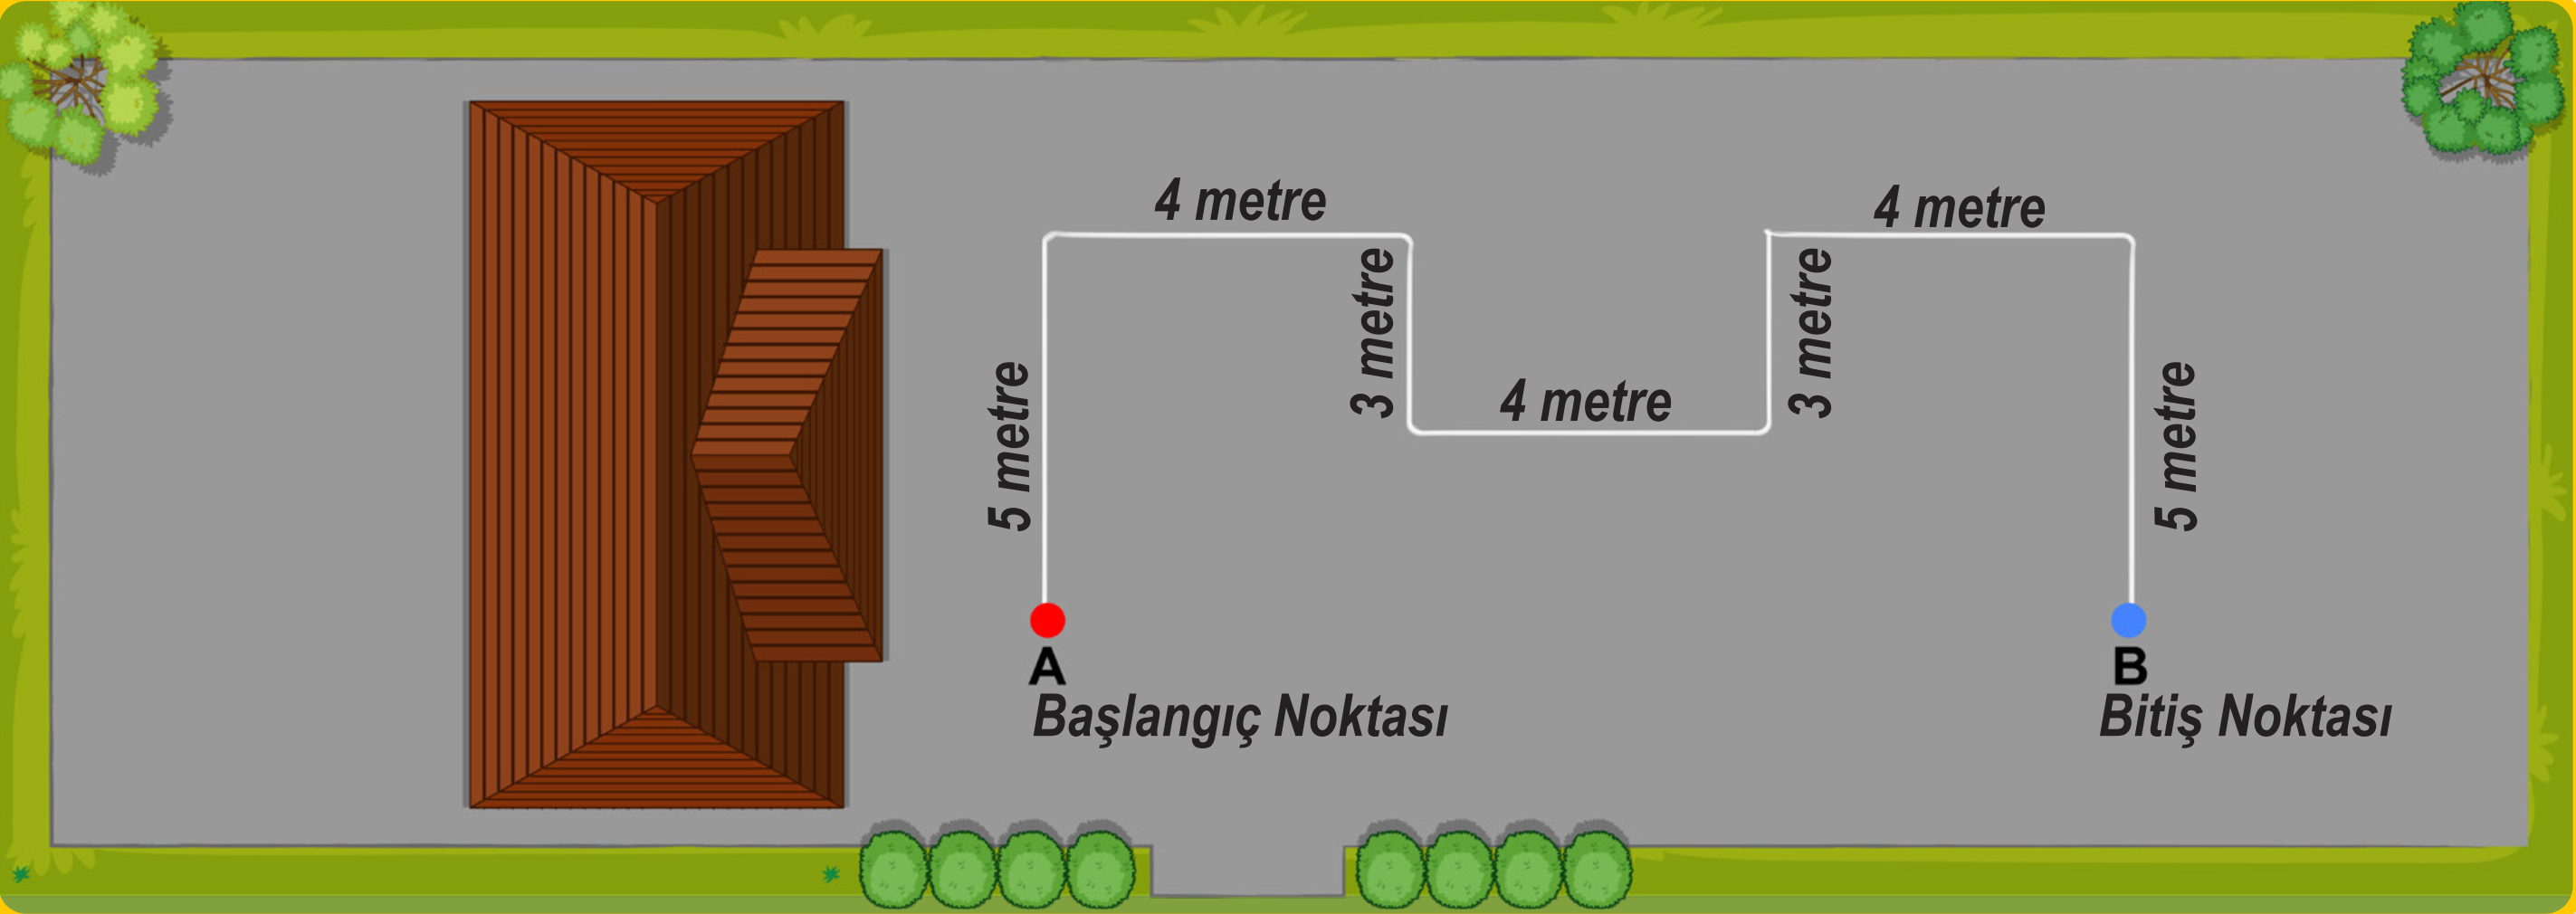 4 metre
4 metre
3 metre
3 metre
4 metre
5 metre
5 metre
A
B
Başlangıç Noktası
Bitiş Noktası